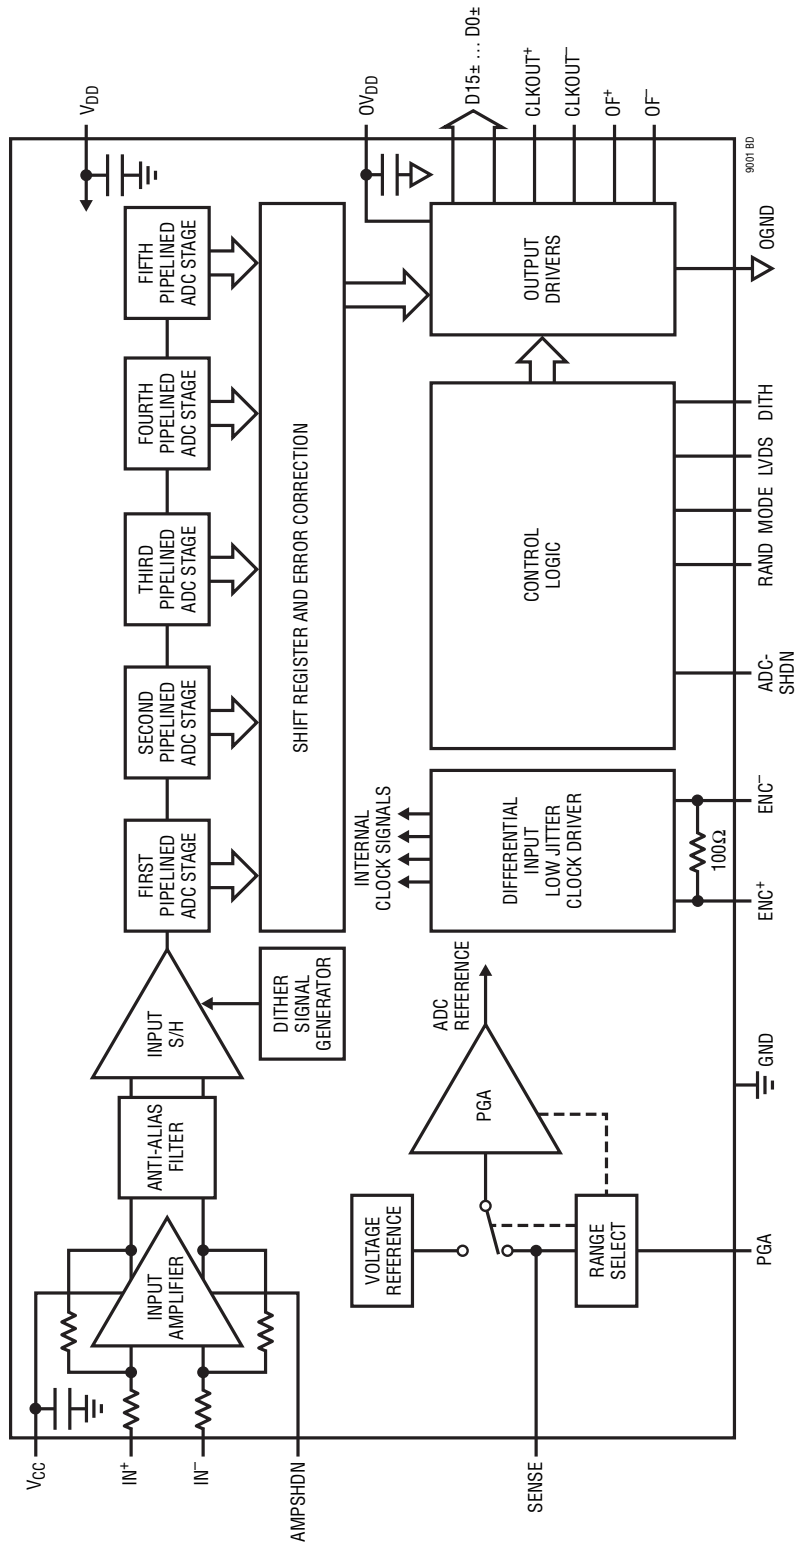 VCC
IN+
IN−
AMPSHDN
SENSE
INPUT
AMPLIFIER
ANTI-ALIAS
FILTER
INPUT
S/H
DITHER
SIGNAL
GENERATOR
FIRST
PIPELINED
ADC STAGE
SECOND
PIPELINED
ADC STAGE
THIRD
PIPELINED
ADC STAGE
FOURTH
PIPELINED
ADC STAGE
FIFTH
PIPELINED
ADC STAGE
VDD
SHIFT REGISTER AND ERROR CORRECTION
VOLTAGE
REFERENCE
RANGE
SELECT
PGA
ADC
REFERENCE
INTERNAL
CLOCK SIGNALS
DIFFERENTIAL
INPUT
LOW JITTER
CLOCK DRIVER
100Ω
CONTROL
LOGIC
OUTPUT
DRIVERS
OVDD
D15± ... D0±
CLKOUT+
CLKOUT−
OF+
OF−
9001 BD
PGA
GND
ENC+
ENC−
ADC-
SHDN
RAND
MODE
LVDS
DITH
OGND